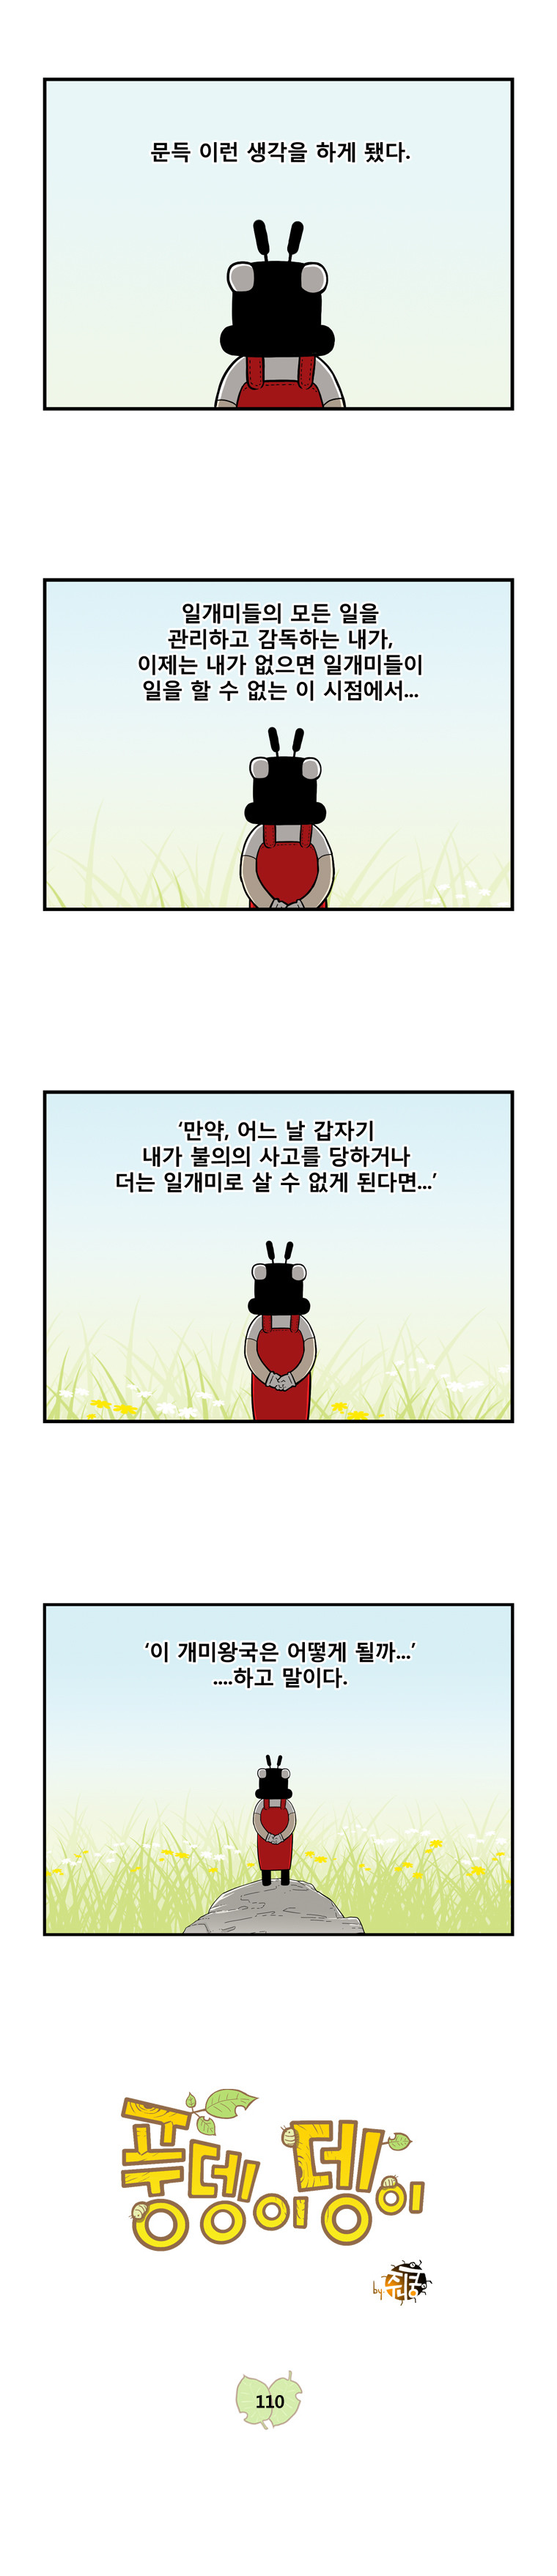 문득 이런 생각을 하게 됐다.
일개미들의 모든 일을
관리하고 감독하는 내가,
이제는 내가 없으면 일개미들이
일을 할 수 없는 이 시점에서...
‘만약, 어느 날 갑자기
내가 불의의 사고를 당하거나
더는 일개미로 살 수 없게 된다면...’
‘이 개미왕국은 어떻게 될까...’
....하고 말이다.
풍뎅이뎅이
by
110